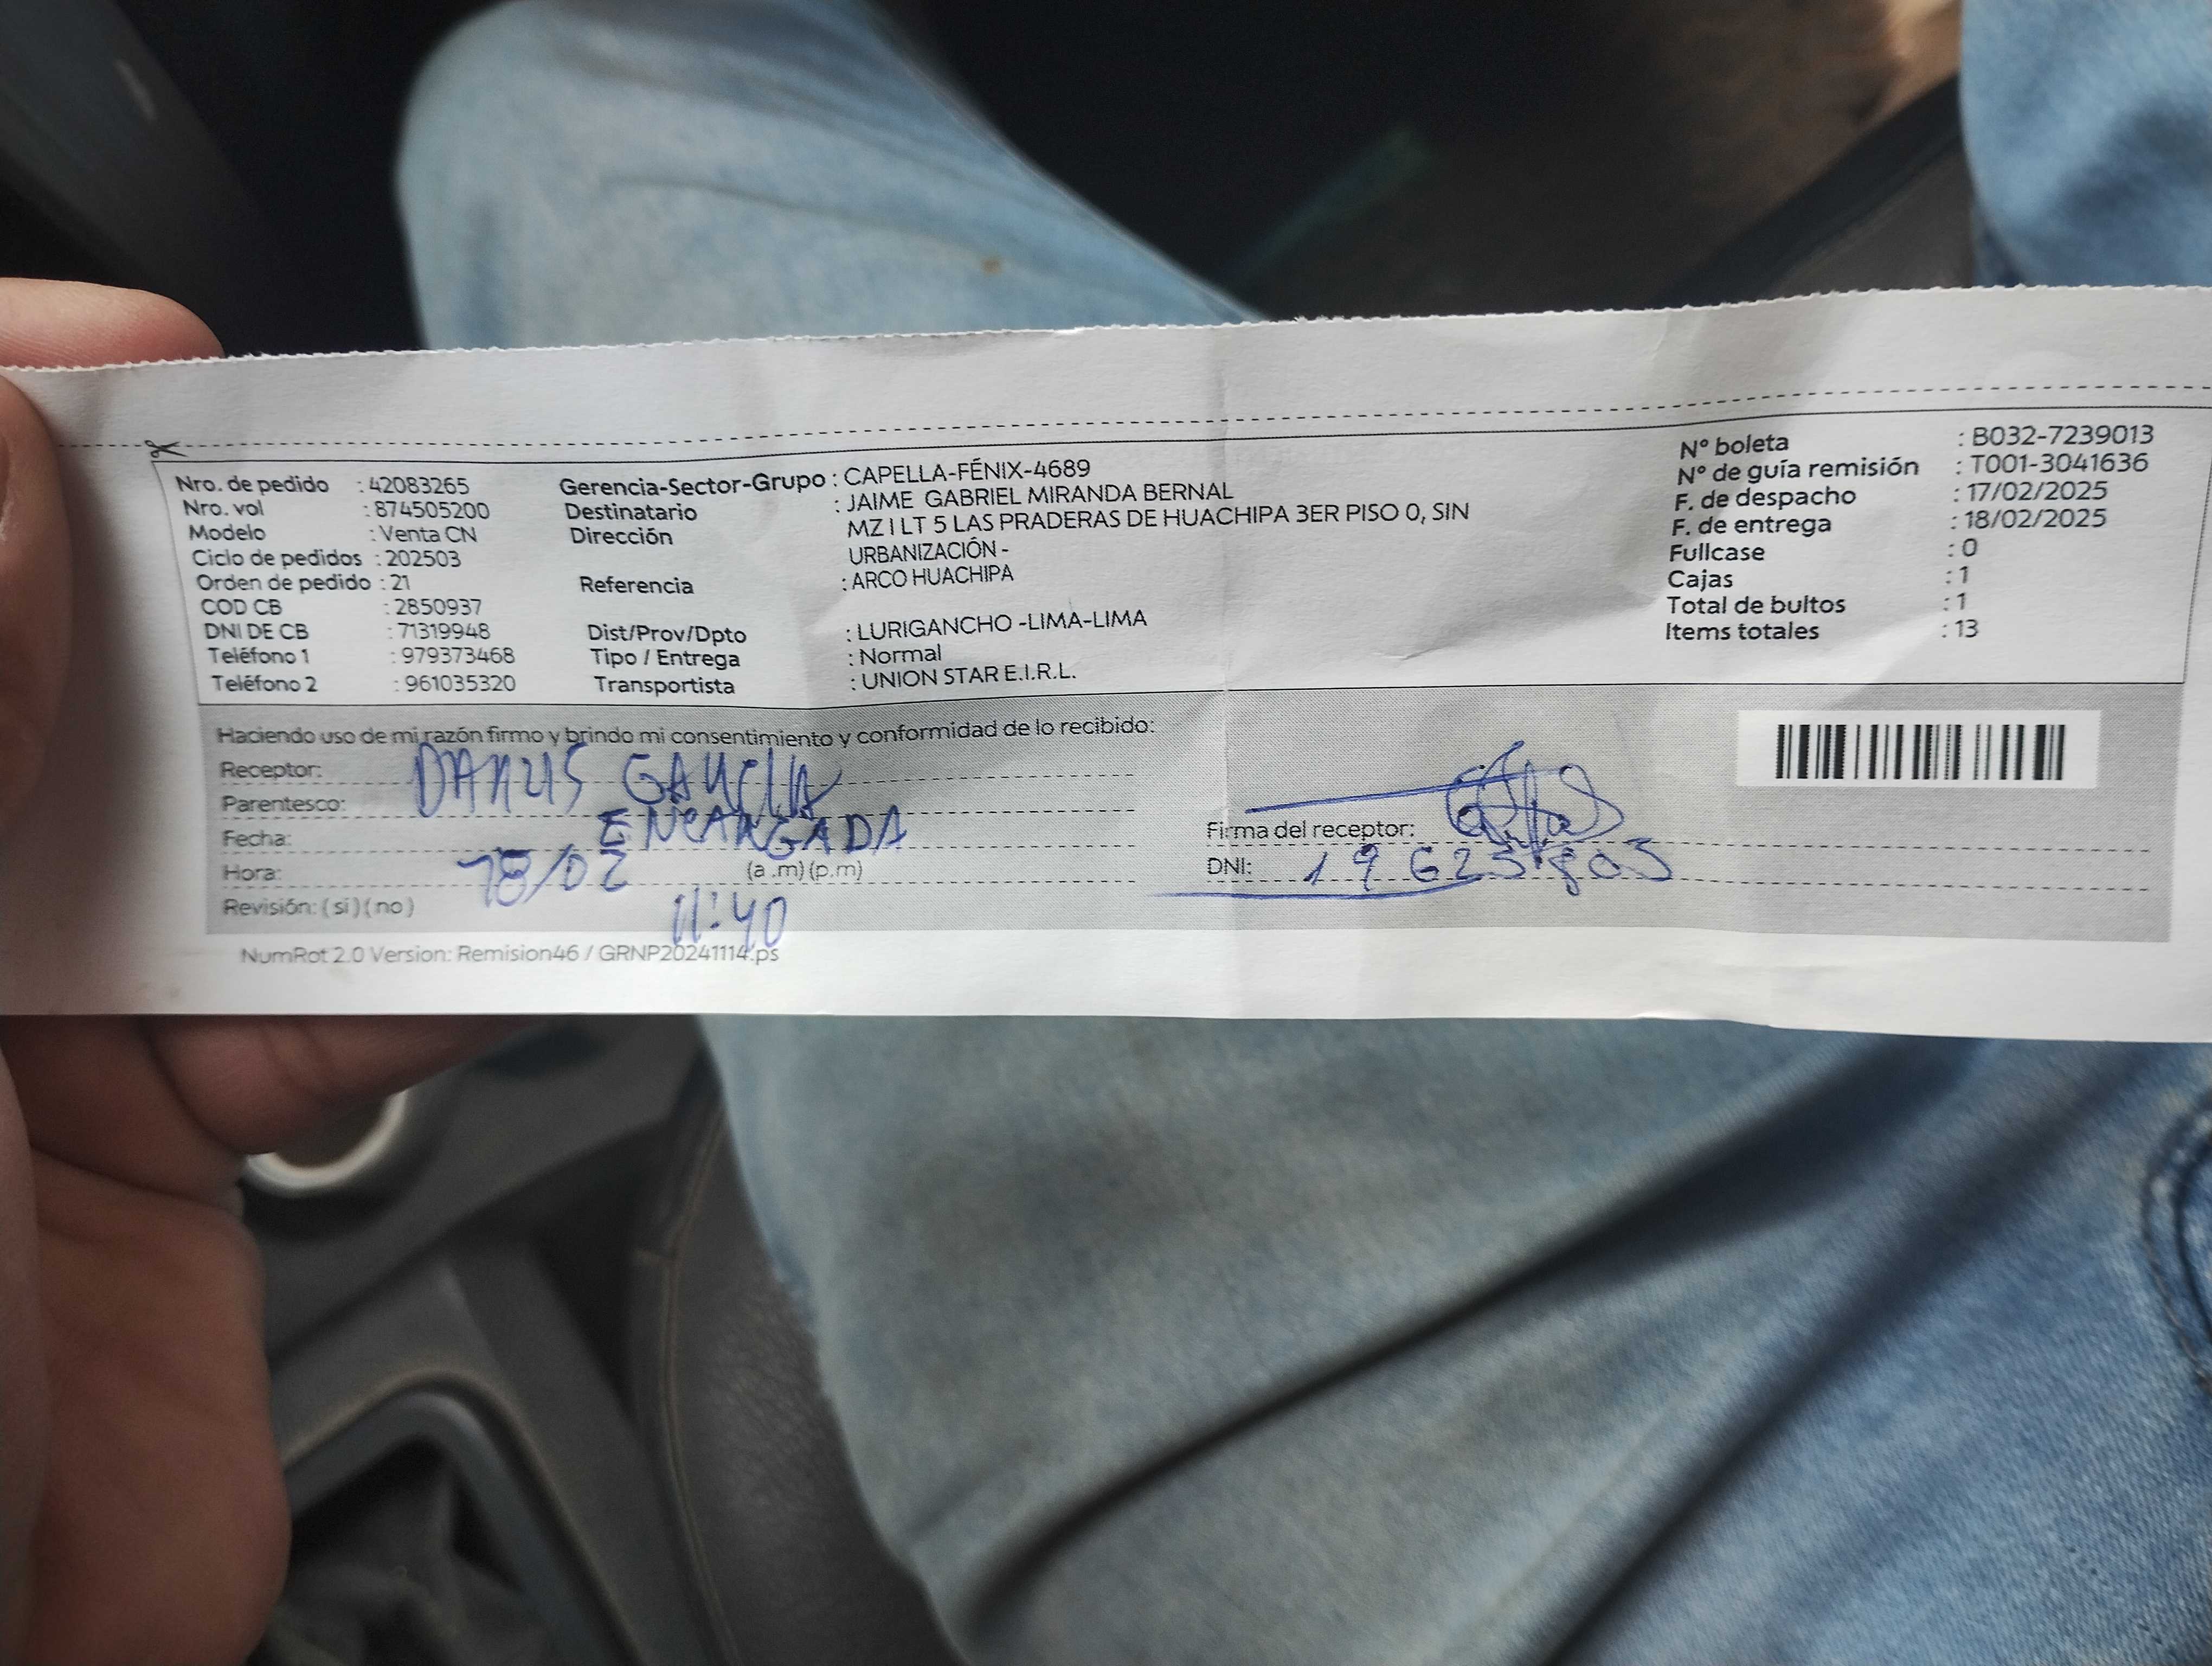 Nro. de pedido : 42083265
Nro. vol : 874505200
Modelo : Venta CN
Ciclo de pedidos : 202503
Orden de pedido : 21
COD CB : 2850937
DNI DE CB : 71319948
Teléfono 1 : 979373468
Teléfono 2 : 961035320
Gerencia-Sector-Grupo : CAPELLA-FÉNIX-4689
Destinatario : JAIME GABRIEL MIRANDA BERNAL
Dirección MZ I LT 5 LAS PRADERAS DE HUACHIPA 3ER PISO 0, SIN
URBANIZACIÓN -
Referencia : ARCO HUACHIPA
Dist/Prov/Dpto : LURIGANCHO -LIMA-LIMA
Tipo / Entrega : Normal
Transportista : UNION STAR E.I.R.L.
N° boleta : B032-7239013
N° de guía remisión : T001-3041636
F. de despacho : 17/02/2025
F. de entrega : 18/02/2025
Fullcase : 0
Cajas : 1
Total de bultos : 1
Items totales : 13
Haciendo uso de mi razón firmo y brindo mi consentimiento y conformidad de lo recibido:
Receptor:
Parentesco: ENCARGADA
Fecha: 18/02
Hora: (a.m) (p.m) 11:40
Revisión: (si) (no)
Firma del receptor:
DNI:
NumRot 2.0 Version: Remision46 / GRNP20241114.ps